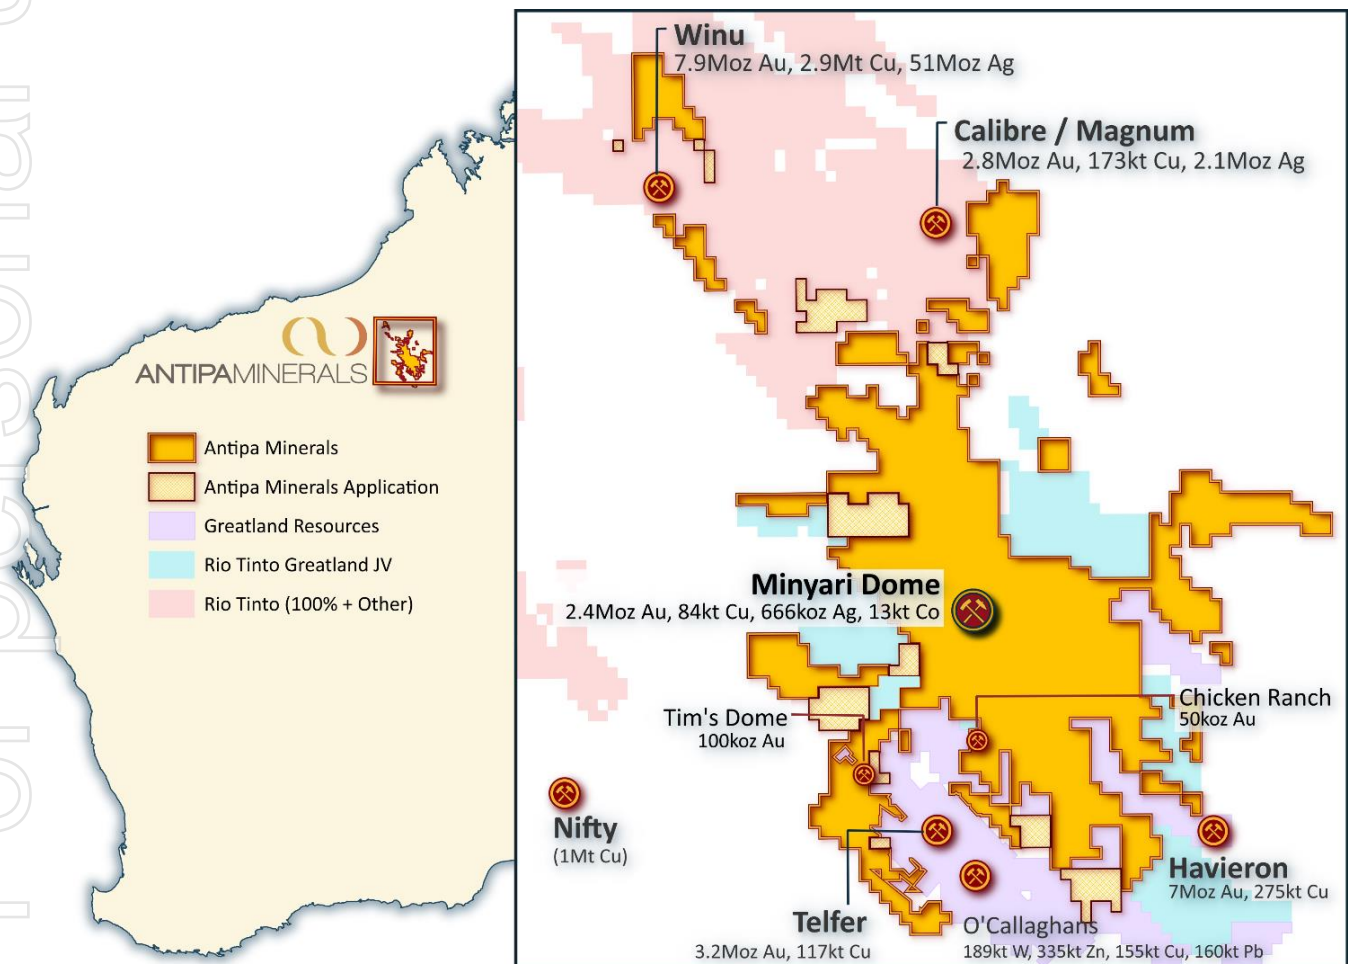 Winu
7.9Moz Au, 2.9Mt Cu, 51Moz Ag
Calibre / Magnum
2.8Moz Au, 173kt Cu, 2.1Moz Ag
ANTIPAMINERALS
Antipa Minerals
Antipa Minerals Application
Greatland Resources
Rio Tinto Greatland JV
Rio Tinto (100% + Other)
Minyari Dome
2.4Moz Au, 84kt Cu, 666koz Ag, 13kt Co
Chicken Ranch
50koz Au
Tim's Dome
100koz Au
Nifty
(1Mt Cu)
Havieron
7Moz Au, 275kt Cu
Telfer
3.2Moz Au, 117kt Cu
O'Callaghans
189kt W, 335kt Zn, 155kt Cu, 160kt Pb